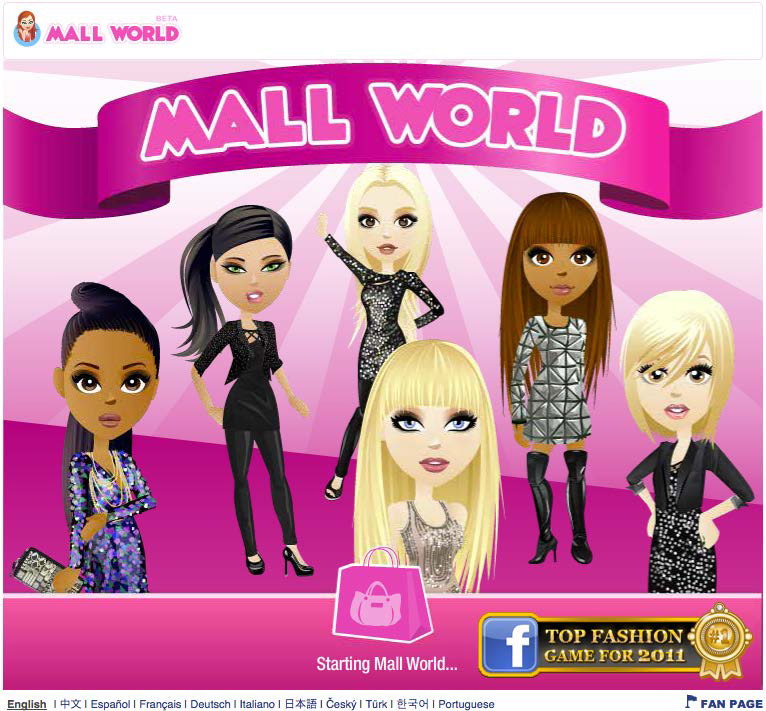 BETA
MALL WORLD
MALL WORLD
Starting Mall World...
f TOP FASHION #1
GAME FOR 2011
English | 中文 | Español | Français | Deutsch | Italiano | 日本語 | Český | Türk | 한국어 | Portuguese FAN PAGE